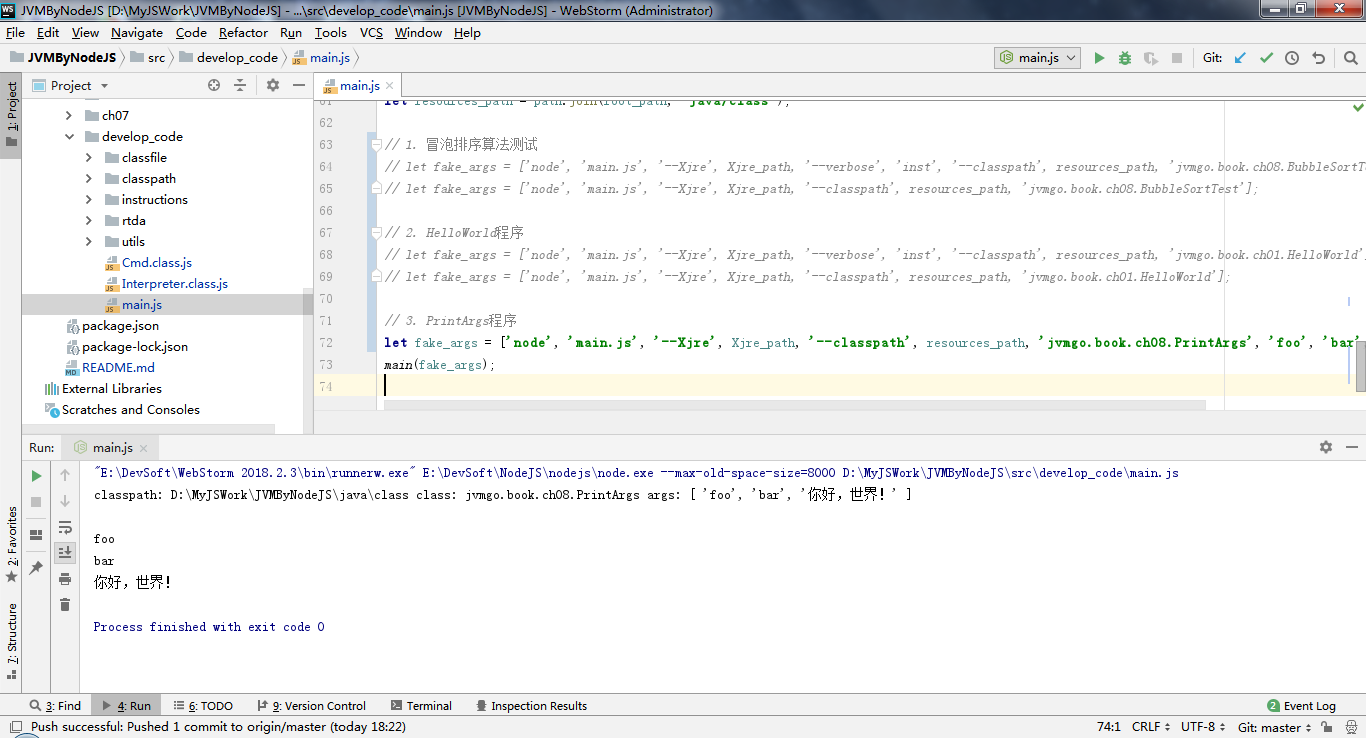 JVMByNodeJS [D:\MyJSWork\JVMByNodeJS] - ...\src\develop_code\main.js [JVMByNodeJS] - WebStorm (Administrator)
File Edit View Navigate Code Refactor Run Tools VCS Window Help
JVMByNodeJS src develop_code main.js main.js Git:
1: Project
Project
ch07
develop_code
classfile
classpath
instructions
rtda
utils
Cmd.class.js
Interpreter.class.js
main.js
package.json
package-lock.json
README.md
External Libraries
Scratches and Consoles
main.js
61 let resources_path = path.join(root_path, 'java/class');
62
63 // 1. 冒泡排序算法测试
64 // let fake_args = ['node', 'main.js', '--Xjre', Xjre_path, '--verbose', 'inst', '--classpath', resources_path, 'jvmgo.book.ch08.BubbleSortTe
65 // let fake_args = ['node', 'main.js', '--Xjre', Xjre_path, '--classpath', resources_path, 'jvmgo.book.ch08.BubbleSortTest'];
66
67 // 2. HelloWorld程序
68 // let fake_args = ['node', 'main.js', '--Xjre', Xjre_path, '--verbose', 'inst', '--classpath', resources_path, 'jvmgo.book.ch01.HelloWorld'
69 // let fake_args = ['node', 'main.js', '--Xjre', Xjre_path, '--classpath', resources_path, 'jvmgo.book.ch01.HelloWorld'];
70
71 // 3. PrintArgs程序
72 let fake_args = ['node', 'main.js', '--Xjre', Xjre_path, '--classpath', resources_path, 'jvmgo.book.ch08.PrintArgs', 'foo', 'bar'
73 main(fake_args);
74
Run: main.js
"E:\DevSoft\WebStorm 2018.2.3\bin\runnerw.exe" E:\DevSoft\NodeJS\nodejs\node.exe --max-old-space-size=8000 D:\MyJSWork\JVMByNodeJS\src\develop_code\main.js
classpath: D:\MyJSWork\JVMByNodeJS\java\class class: jvmgo.book.ch08.PrintArgs args: [ 'foo', 'bar', '你好，世界！' ]
foo
bar
你好，世界！
Process finished with exit code 0
2: Favorites
7: Structure
3: Find 4: Run 6: TODO 9: Version Control Terminal Inspection Results 2 Event Log
Push successful: Pushed 1 commit to origin/master (today 18:22) 74:1 CRLF UTF-8 Git: master